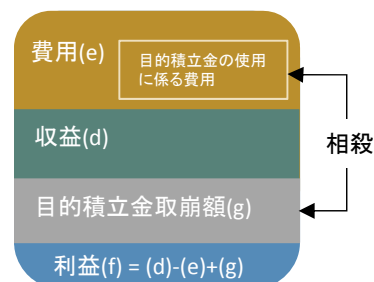 費用(e)
目的積立金の使用
に係る費用
収益(d)
相殺
目的積立金取崩額(g)
利益(f) = (d)-(e)+(g)